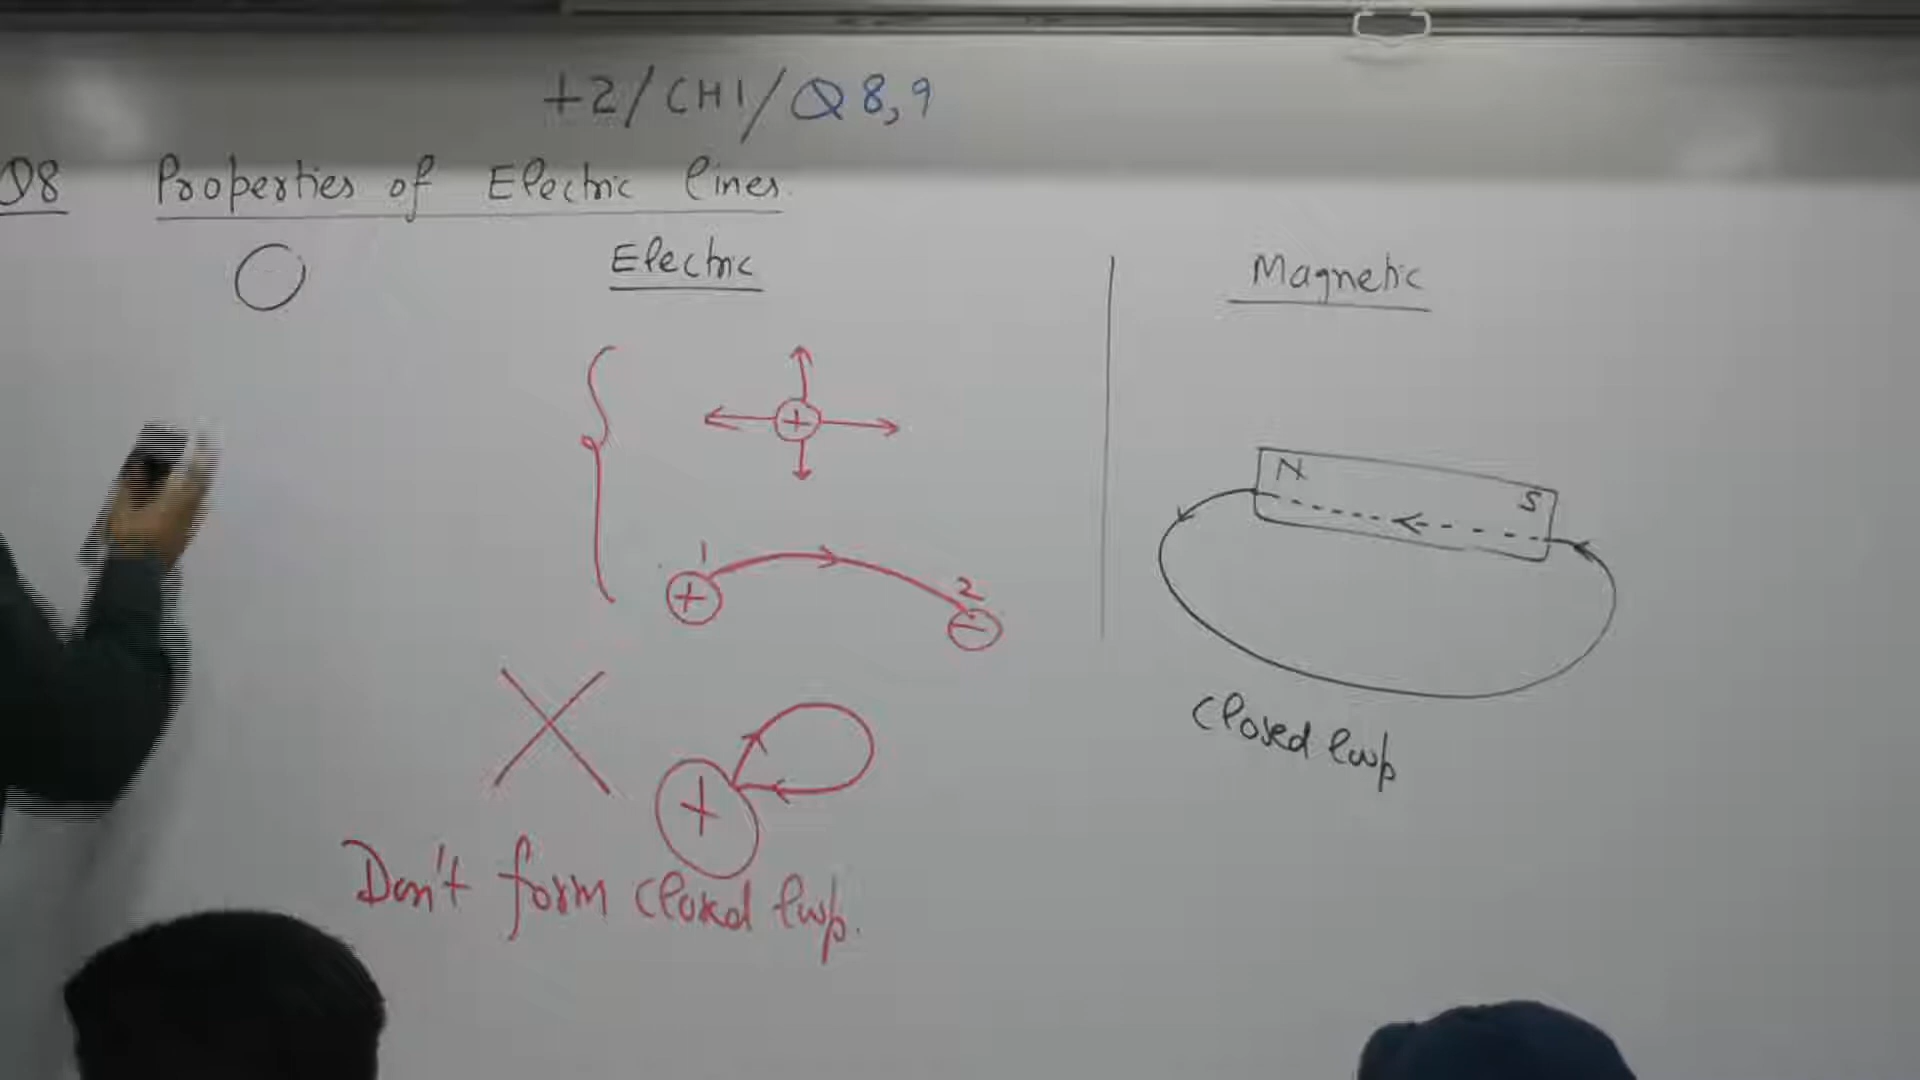 +2/CH1/Q8,9
Q8 Properties of Electric lines.
Electric
Magnetic
+
N
S
1
2
+
-
+
Closed loop
Don't form closed loop.